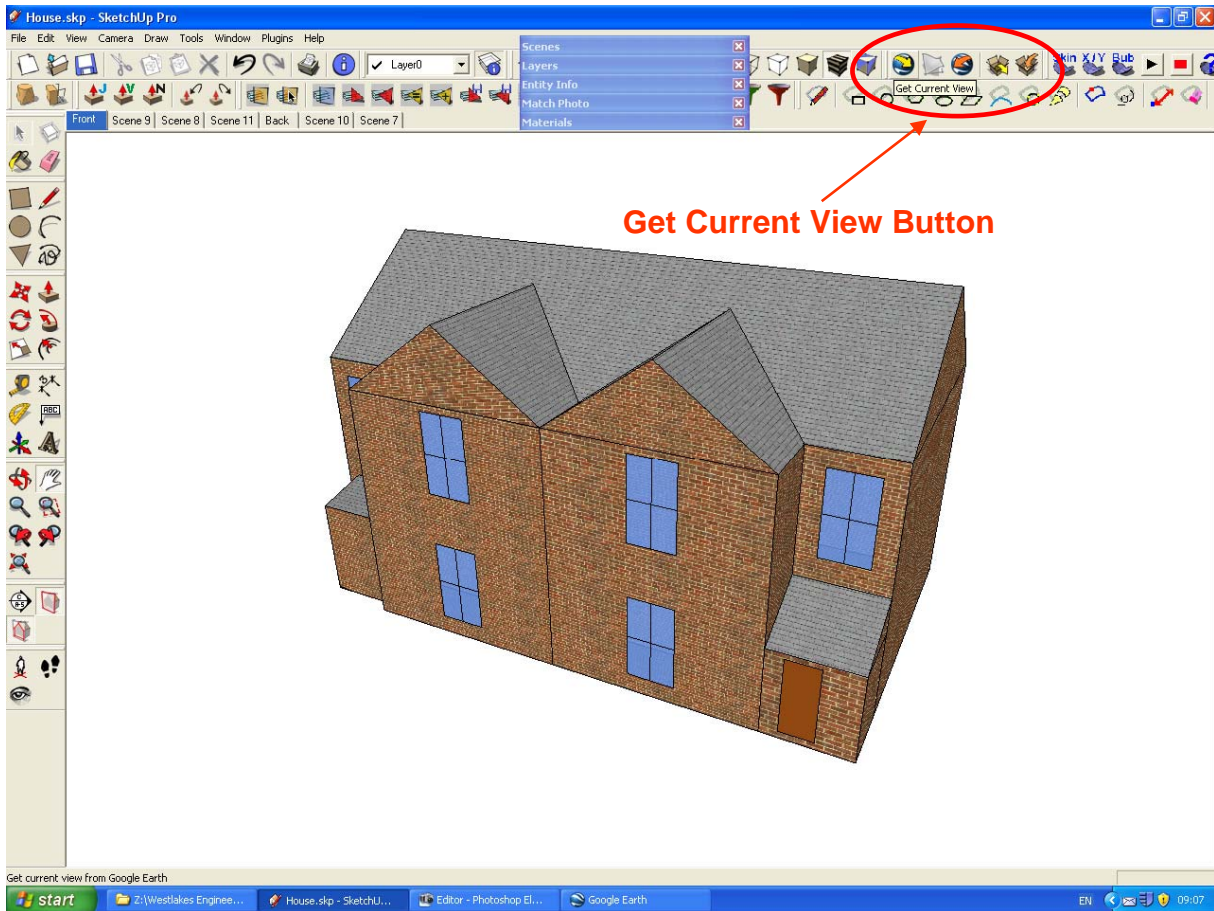 House.skp - SketchUp Pro
File Edit View Camera Draw Tools Window Plugins Help
Layer0
Scenes
Layers
Entity Info
Match Photo
Materials
Skin X/Y Bub
Get Current View
Front Scene 9 Scene 8 Scene 11 Back Scene 10 Scene 7
ABC
Get Current View Button
Get current view from Google Earth
start Z:\Westlakes Enginee... House.skp - SketchU... Editor - Photoshop El... Google Earth EN 09:07